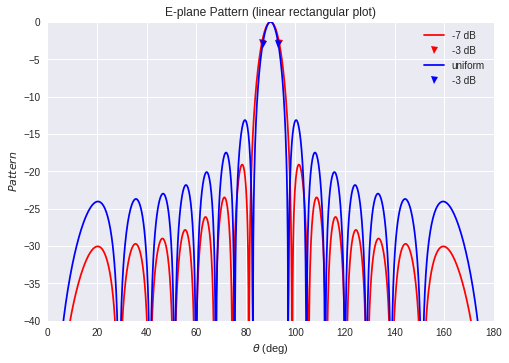 E-plane Pattern (linear rectangular plot)
-7 dB
-3 dB
uniform
-3 dB
0
−5
−10
−15
−20
−25
−30
−35
−40
Pattern
0 20 40 60 80 100 120 140 160 180
θ (deg)